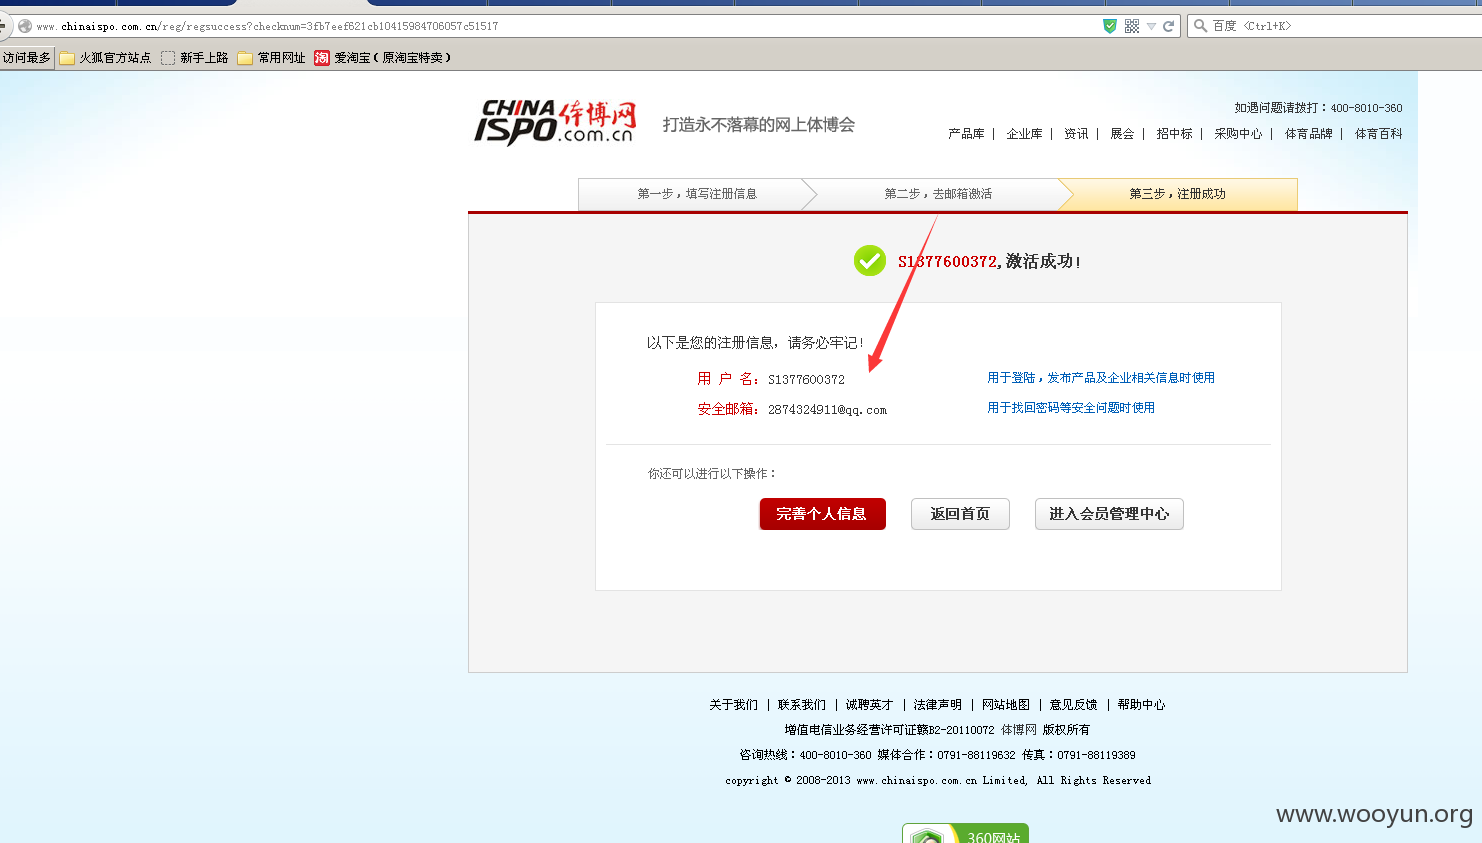 www.chinaispo.com.cn/reg/regsuccess?checknum=3fb7eef621cb10415984706057c51517
百度 <Ctrl+K>
访问最多 火狐官方站点 新手上路 常用网址 淘 爱淘宝（原淘宝特卖）
CHINA ISPO 体博网 .com.cn
打造永不落幕的网上体博会
如遇问题请拨打：400-8010-360
产品库 | 企业库 | 资讯 | 展会 | 招中标 | 采购中心 | 体育品牌 | 体育百科
第一步，填写注册信息 第二步，去邮箱激活 第三步，注册成功
S1377600372,激活成功!
以下是您的注册信息，请务必牢记!
用 户 名：S1377600372 用于登陆，发布产品及企业相关信息时使用
安全邮箱：2874324911@qq.com 用于找回密码等安全问题时使用
你还可以进行以下操作：
完善个人信息 返回首页 进入会员管理中心
关于我们 | 联系我们 | 诚聘英才 | 法律声明 | 网站地图 | 意见反馈 | 帮助中心
增值电信业务经营许可证赣B2-20110072 体博网 版权所有
咨询热线：400-8010-360 媒体合作：0791-88119632 传真：0791-88119389
copyright © 2008-2013 www.chinaispo.com.cn Limited, All Rights Reserved
www.wooyun.org
360网站